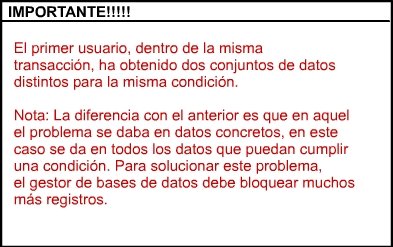 IMPORTANTE!!!!!
El primer usuario, dentro de la misma
transacción, ha obtenido dos conjuntos de datos
distintos para la misma condición.
Nota: La diferencia con el anterior es que en aquel
el problema se daba en datos concretos, en este
caso se da en todos los datos que puedan cumplir
una condición. Para solucionar este problema,
el gestor de bases de datos debe bloquear muchos
más registros.